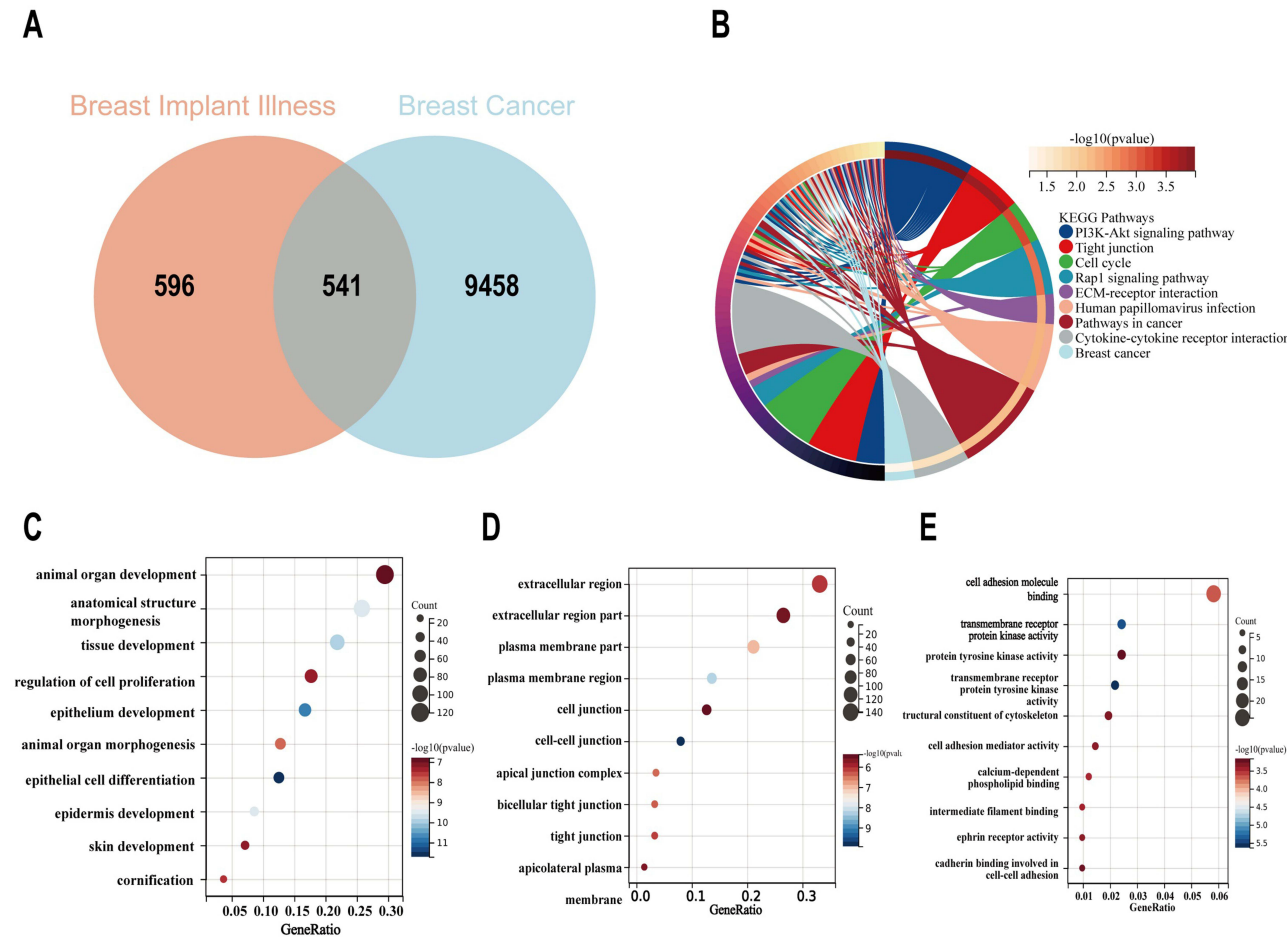 A
B
Breast Implant Illness
Breast Cancer
596
541
9458
-log10(pvalue)
1.5 2.0 2.5 3.0 3.5
KEGG Pathways
PI3K-Akt signaling pathway
Tight junction
Cell cycle
Rap1 signaling pathway
ECM-receptor interaction
Human papillomavirus infection
Pathways in cancer
Cytokine-cytokine receptor interaction
Breast cancer
C
animal organ development
anatomical structure
morphogenesis
tissue development
regulation of cell proliferation
epithelium development
animal organ morphogenesis
epithelial cell differentiation
epidermis development
skin development
cornification
0.05 0.10 0.15 0.20 0.25 0.30
GeneRatio
Count
20
40
60
80
100
120
-log10(pvalue)
7
8
9
10
11
D
extracellular region
extracellular region part
plasma membrane part
plasma membrane region
cell junction
cell-cell junction
apical junction complex
bicellular tight junction
tight junction
apicolateral plasma
membrane
0.0 0.1 0.2 0.3
GeneRatio
Count
20
40
60
80
100
120
140
-log10(pvalu
6
7
8
9
E
cell adhesion molecule
binding
transmembrane receptor
protein kinase activity
protein tyrosine kinase activity
transmembrane receptor
protein tyrosine kinase
activity
tructural constituent of cytoskeleton
cell adhesion mediator activity
calcium-dependent
phospholipid binding
intermediate filament binding
ephrin receptor activity
cadherin binding involved in
cell-cell adhesion
0.01 0.02 0.03 0.04 0.05 0.06
GeneRatio
Count
5
10
15
20
-log10(pvalue)
3.5
4.0
4.5
5.0
5.5